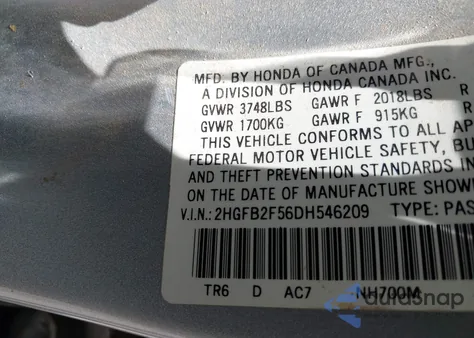 MFD. BY HONDA OF CANADA MFG.,
A DIVISION OF HONDA CANADA INC.
GVWR 3748LBS GAWR F 2018LBS R
GVWR 1700KG GAWR F 915KG
THIS VEHICLE CONFORMS TO ALL AP
FEDERAL MOTOR VEHICLE SAFETY, BU
AND THEFT PREVENTION STANDARDS IN
ON THE DATE OF MANUFACTURE SHOW
V.I.N.: 2HGFB2F56DH546209 TYPE: PAS
TR6 D AC7 NH700M
autosnap